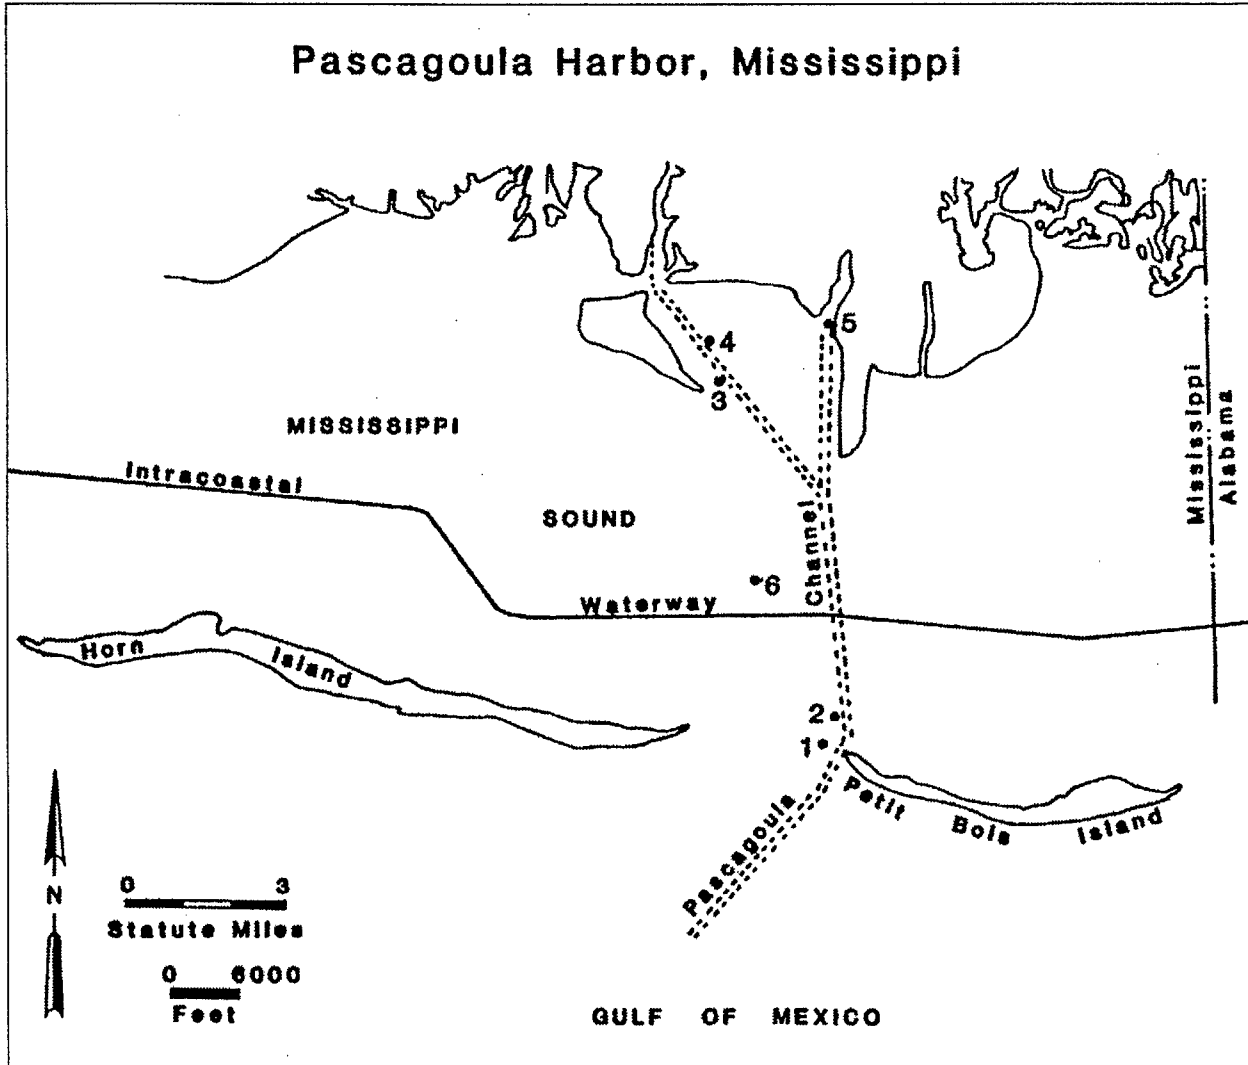 Pascagoula Harbor, Mississippi
5
4
3
Mississippi
Alabama
MISSISSIPPI
Intracoastal
SOUND
Channel
6
Waterway
Horn
Island
2
1
Petit
Bois
Island
Pascagoula
N
0 3
Statute Miles
0 6000
Feet
GULF OF MEXICO